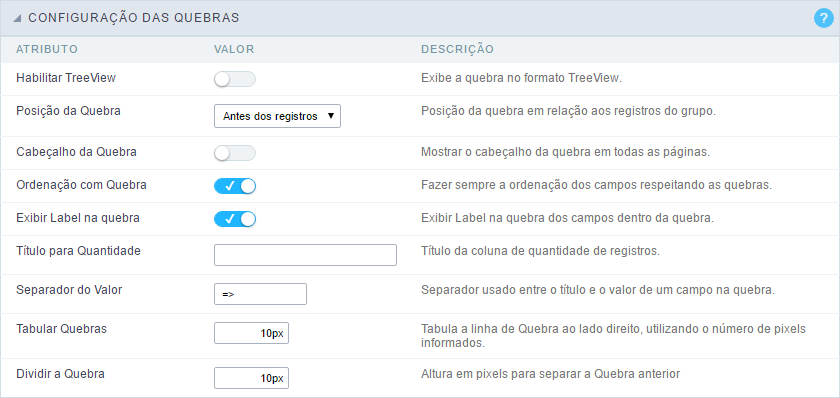 CONFIGURAÇÃO DAS QUEBRAS ?
ATRIBUTO VALOR DESCRIÇÃO
Habilitar TreeView Exibe a quebra no formato TreeView.
Posição da Quebra Antes dos registros Posição da quebra em relação aos registros do grupo.
Cabeçalho da Quebra Mostrar o cabeçalho da quebra em todas as páginas.
Ordenação com Quebra Fazer sempre a ordenação dos campos respeitando as quebras.
Exibir Label na quebra Exibir Label na quebra dos campos dentro da quebra.
Título para Quantidade Título da coluna de quantidade de registros.
Separador do Valor => Separador usado entre o título e o valor de um campo na quebra.
Tabular Quebras 10px Tabula a linha de Quebra ao lado direito, utilizando o número de pixels
informados.
Dividir a Quebra 10px Altura em pixels para separar a Quebra anterior